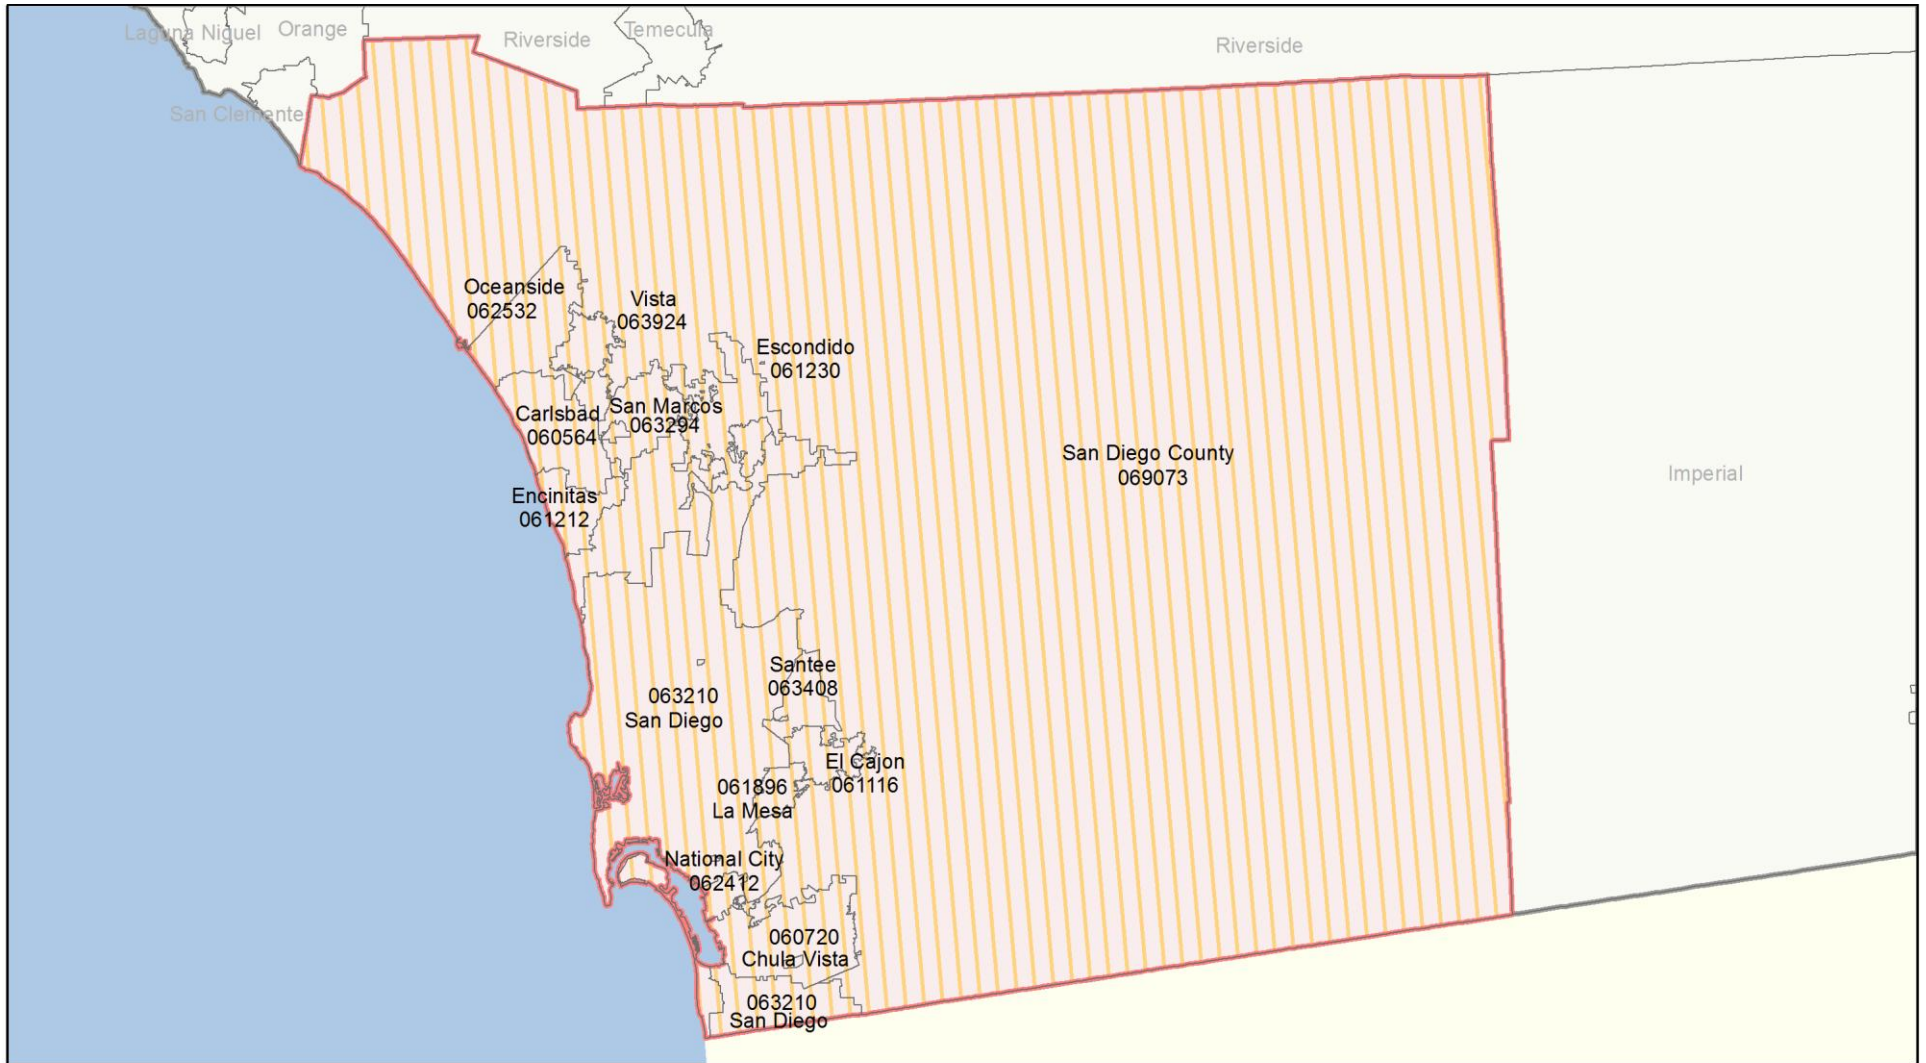 Laguna Niguel
Orange
Riverside
Temecula
Riverside
San Clemente
Oceanside
062532
Vista
063924
Escondido
061230
Carlsbad
060564
San Marcos
063294
San Diego County
069073
Imperial
Encinitas
061212
Santee
063408
063210
San Diego
El Cajon
061116
061896
La Mesa
National City
062412
060720
Chula Vista
063210
San Diego